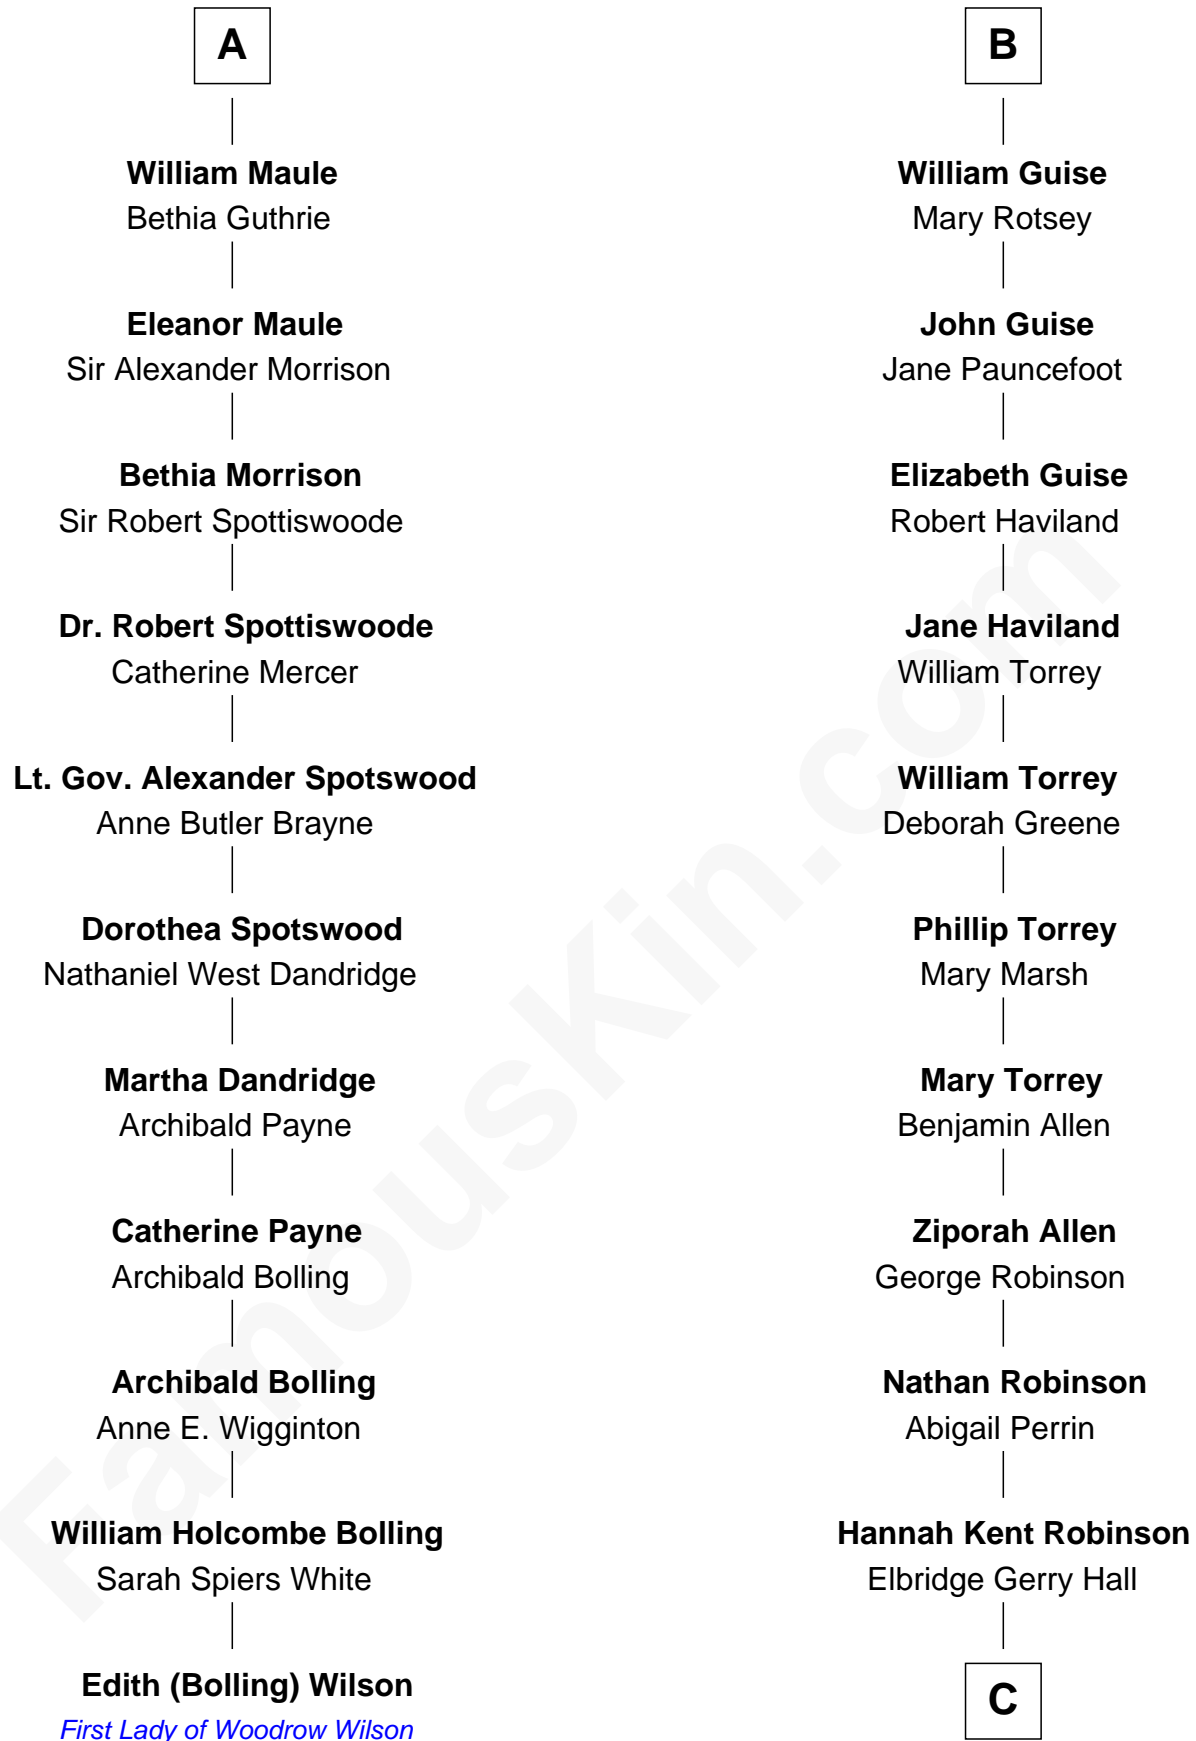 A
William Maule
Bethia Guthrie
Eleanor Maule
Sir Alexander Morrison
Bethia Morrison
Sir Robert Spottiswoode
Dr. Robert Spottiswoode
Catherine Mercer
Lt. Gov. Alexander Spotswood
Anne Butler Brayne
Dorothea Spotswood
Nathaniel West Dandridge
Martha Dandridge
Archibald Payne
Catherine Payne
Archibald Bolling
Archibald Bolling
Anne E. Wigginton
William Holcombe Bolling
Sarah Spiers White
Edith (Bolling) Wilson
First Lady of Woodrow Wilson
B
William Guise
Mary Rotsey
John Guise
Jane Pauncefoot
Elizabeth Guise
Robert Haviland
Jane Haviland
William Torrey
William Torrey
Deborah Greene
Phillip Torrey
Mary Marsh
Mary Torrey
Benjamin Allen
Ziporah Allen
George Robinson
Nathan Robinson
Abigail Perrin
Hannah Kent Robinson
Elbridge Gerry Hall
C
FamousKin.com